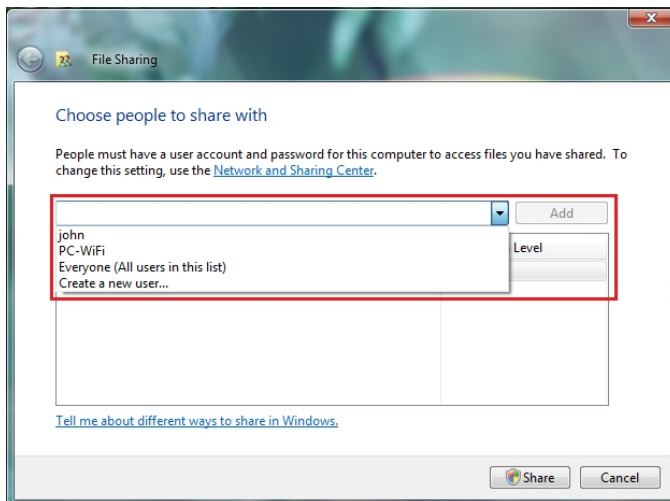 File Sharing
Choose people to share with
People must have a user account and password for this computer to access files you have shared.  To
change this setting, use the Network and Sharing Center.
Add
john
PC-WiFi
Everyone (All users in this list)
Create a new user...
Level
Tell me about different ways to share in Windows.
Share
Cancel